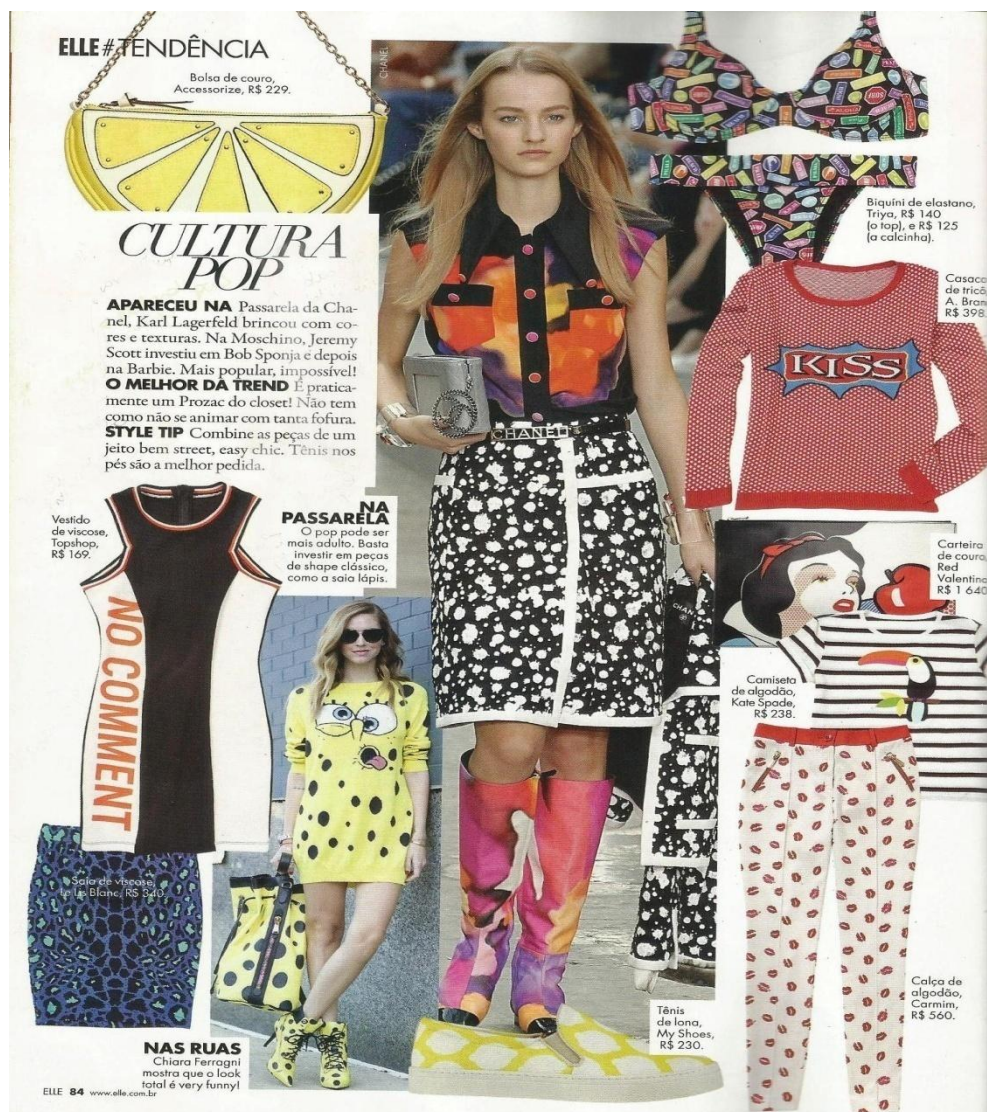 ELLE #TENDÊNCIA
Bolsa de couro,
Accessorize, R$ 229.
CHANEL
CULTURA
POP
APARECEU NA Passarela da Cha-
nel, Karl Lagerfeld brincou com co-
res e texturas. Na Moschino, Jeremy
Scott investiu em Bob Sponja e depois
na Barbie. Mais popular, impossível!
O MELHOR DA TREND É pratica-
mente um Prozac do closet! Não tem
como não se animar com tanta fofura.
STYLE TIP Combine as peças de um
jeito bem street, easy chic. Tênis nos
pés são a melhor pedida.
Biquíni de elastano,
Triya, R$ 140
(o top), e R$ 125
(a calcinha).
Casaco
de tricô,
A. Bran
R$ 398.
KISS
CHANEL
Vestido
de viscose,
Topshop,
R$ 169.
NO COMMENT
NA
PASSARELA
O pop pode ser
mais adulto. Basta
investir em peças
de shape clássico,
como a saia lápis.
Carteira
de couro,
Red
Valentino
R$ 1 640
CHANEL
Camiseta
de algodão,
Kate Spade,
R$ 238.
Saia de viscose,
Le Lis Blanc, R$ 340.
Calça de
algodão,
Carmim,
R$ 560.
Tênis
de lona,
My Shoes,
R$ 230.
NAS RUAS
Chiara Ferragni
mostra que o look
total é very funny!
ELLE 84 www.elle.com.br